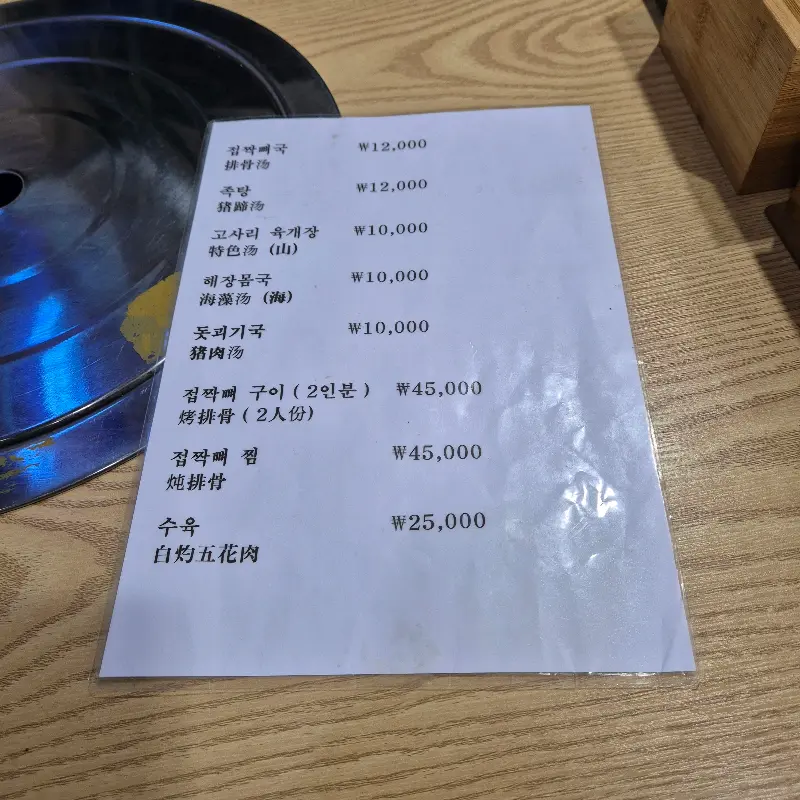 접짝뼈국 ₩12,000
排骨汤
족탕 ₩12,000
猪蹄汤
고사리 육개장 ₩10,000
特色汤 (山)
해장몸국 ₩10,000
海藻汤 (海)
돗괴기국 ₩10,000
猪肉汤
접짝뼈 구이 ( 2인분 ) ₩45,000
烤排骨 ( 2人份)
접짝뼈 찜 ₩45,000
炖排骨
수육 ₩25,000
白灼五花肉